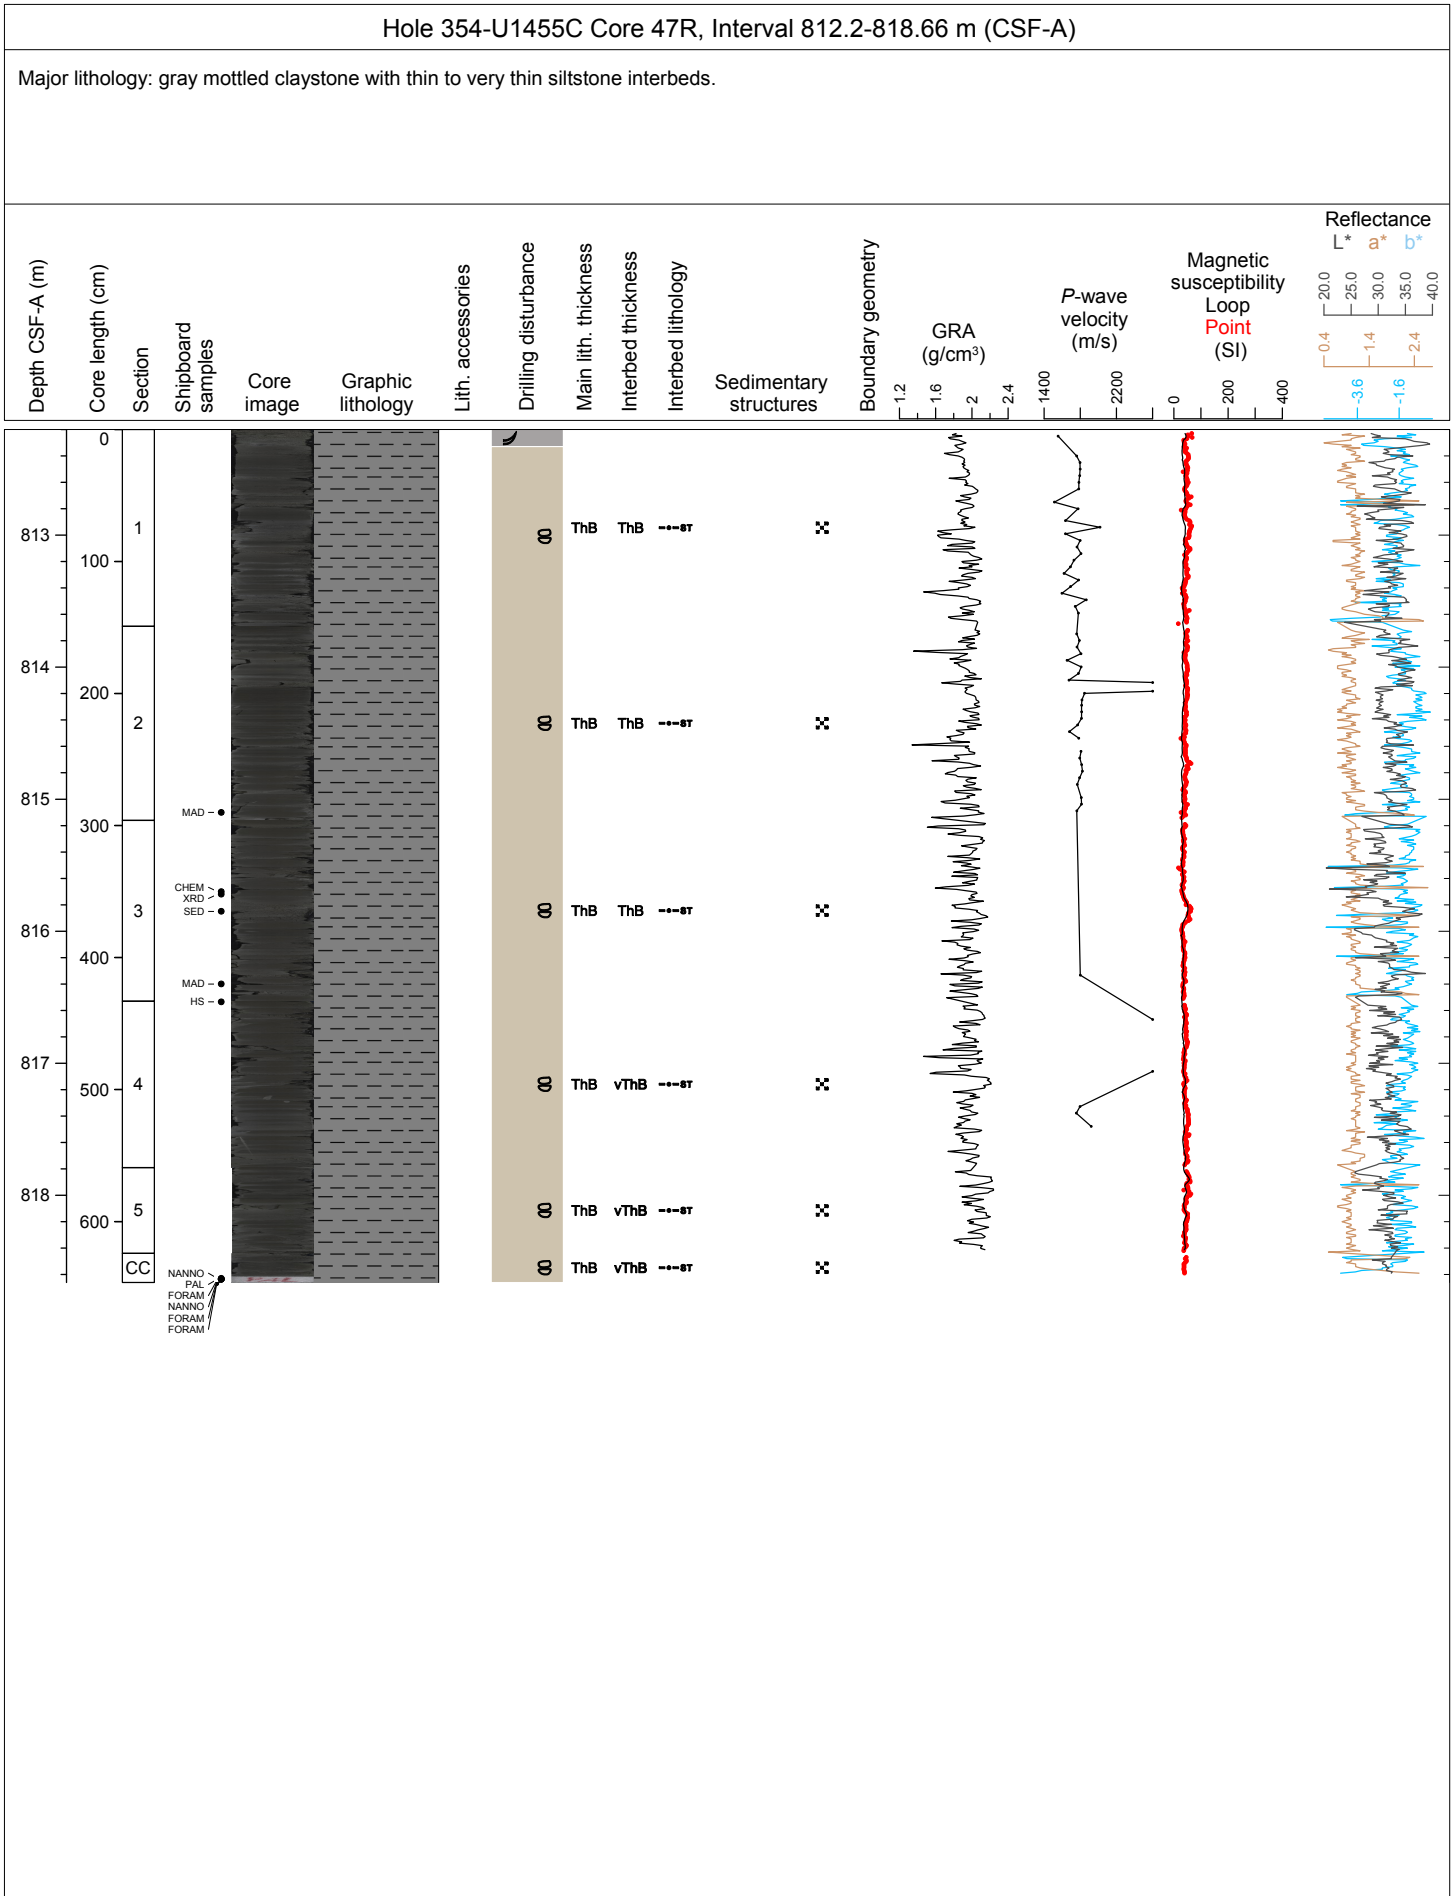 Hole 354-U1455C Core 47R, Interval 812.2-818.66 m (CSF-A)
Major lithology: gray mottled claystone with thin to very thin siltstone interbeds.
Depth CSF-A (m)
Core length (cm)
Section
Shipboard
samples
Core
image
Graphic
lithology
Lith. accessories
Drilling disturbance
Main lith. thickness
Interbed thickness
Interbed lithology
Sedimentary
structures
Boundary geometry
GRA
(g/cm³)
1.2 1.6 2 2.4
P-wave
velocity
(m/s)
1400 2200
Magnetic
susceptibility
Loop
Point
(SI)
0 200 400
Reflectance
L* a* b*
20.0 25.0 30.0 35.0 40.0
0.4 1.4 2.4
-3.6 -1.6
0
813 1 ThB ThB ST
100
814
200
2 ThB ThB ST
815
MAD
300
CHEM
XRD
SED
3 ThB ThB ST
816
400
MAD
HS
817
4 ThB vThB ST
500
818
5 ThB vThB ST
600
CC ThB vThB ST
NANNO
PAL
FORAM
NANNO
FORAM
FORAM